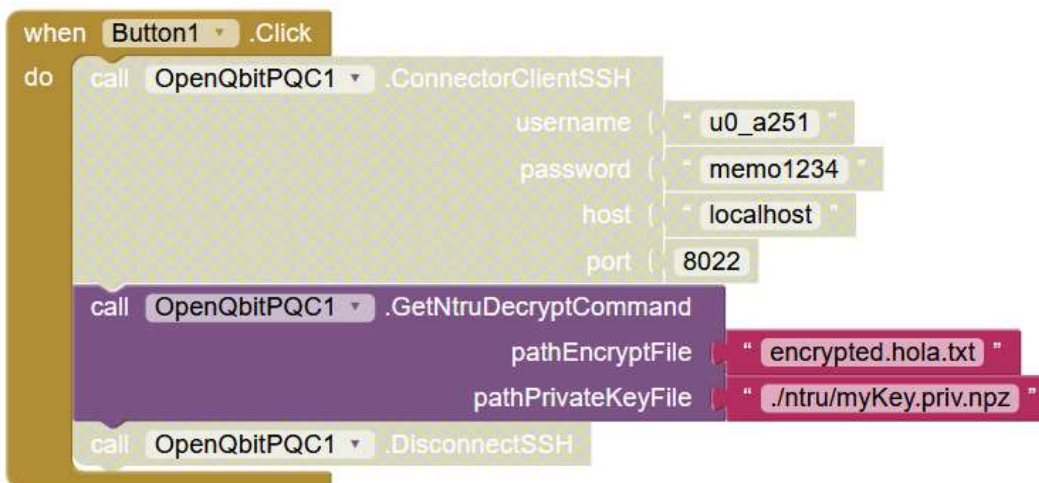 when Button1 .Click
do call OpenQbitPQC1 .ConnectorClientSSH
username " u0_a251 "
password " memo1234 "
host " localhost "
port 8022
call OpenQbitPQC1 .GetNtruDecryptCommand
pathEncryptFile " encrypted.hola.txt "
pathPrivateKeyFile " ./ntru/myKey.priv.npz "
call OpenQbitPQC1 .DisconnectSSH